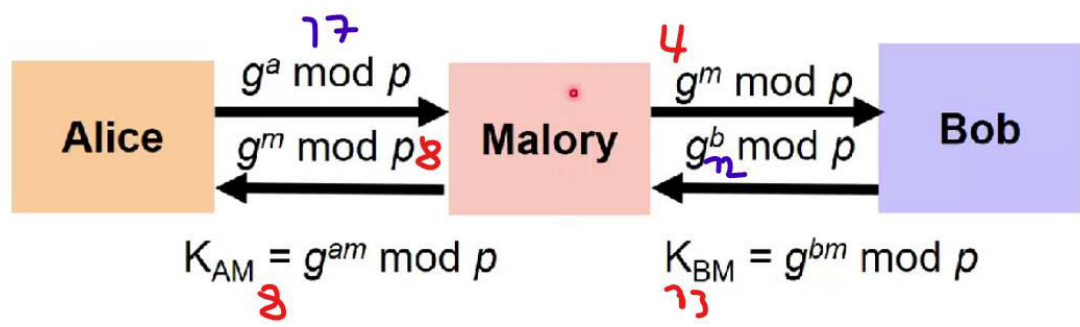 17
4
gᵃ mod p
gᵐ mod p
Alice
Malory
Bob
gᵐ mod p 8
gᵇ mod p
12
K_AM = gᵃᵐ mod p
K_BM = gᵇᵐ mod p
8
13